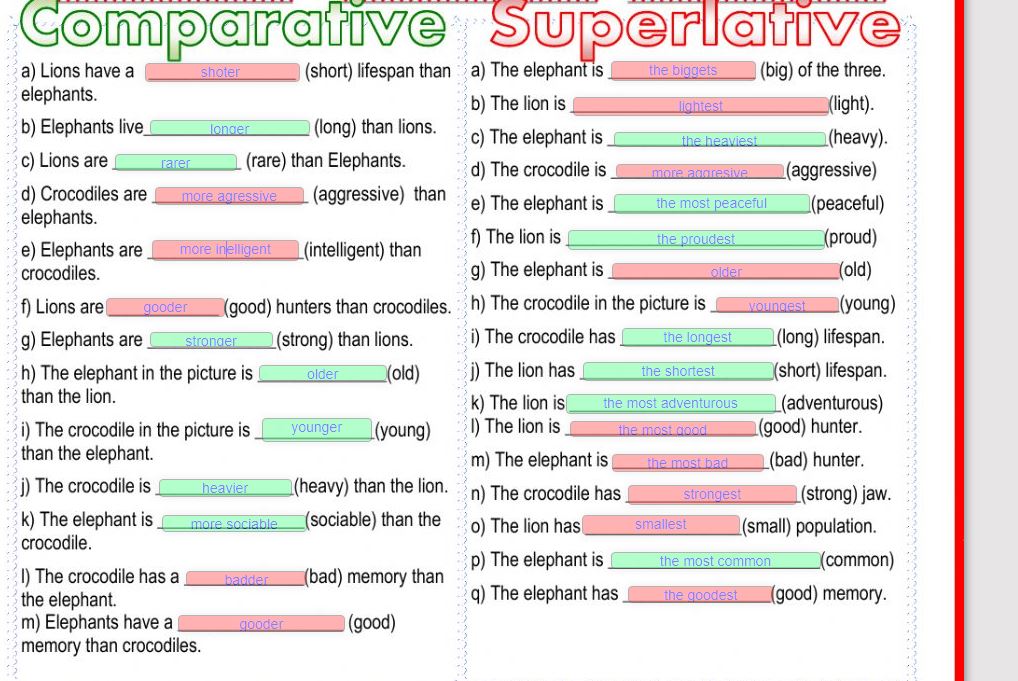 Comparative
a) Lions have a shoter (short) lifespan than
elephants.
b) Elephants live longer (long) than lions.
c) Lions are rarer (rare) than Elephants.
d) Crocodiles are more agressive (aggressive) than
elephants.
e) Elephants are more inelligent (intelligent) than
crocodiles.
f) Lions are gooder (good) hunters than crocodiles.
g) Elephants are stronger (strong) than lions.
h) The elephant in the picture is older (old)
than the lion.
i) The crocodile in the picture is younger (young)
than the elephant.
j) The crocodile is heavier (heavy) than the lion.
k) The elephant is more sociable (sociable) than the
crocodile.
l) The crocodile has a badder (bad) memory than
the elephant.
m) Elephants have a gooder (good)
memory than crocodiles.
Superlative
a) The elephant is the biggets (big) of the three.
b) The lion is lightest (light).
c) The elephant is the heaviest (heavy).
d) The crocodile is more aggresive (aggressive)
e) The elephant is the most peaceful (peaceful)
f) The lion is the proudest (proud)
g) The elephant is older (old)
h) The crocodile in the picture is youngest (young)
i) The crocodile has the longest (long) lifespan.
j) The lion has the shortest (short) lifespan.
k) The lion is the most adventurous (adventurous)
l) The lion is the most good (good) hunter.
m) The elephant is the most bad (bad) hunter.
n) The crocodile has strongest (strong) jaw.
o) The lion has smallest (small) population.
p) The elephant is the most common (common)
q) The elephant has the goodest (good) memory.